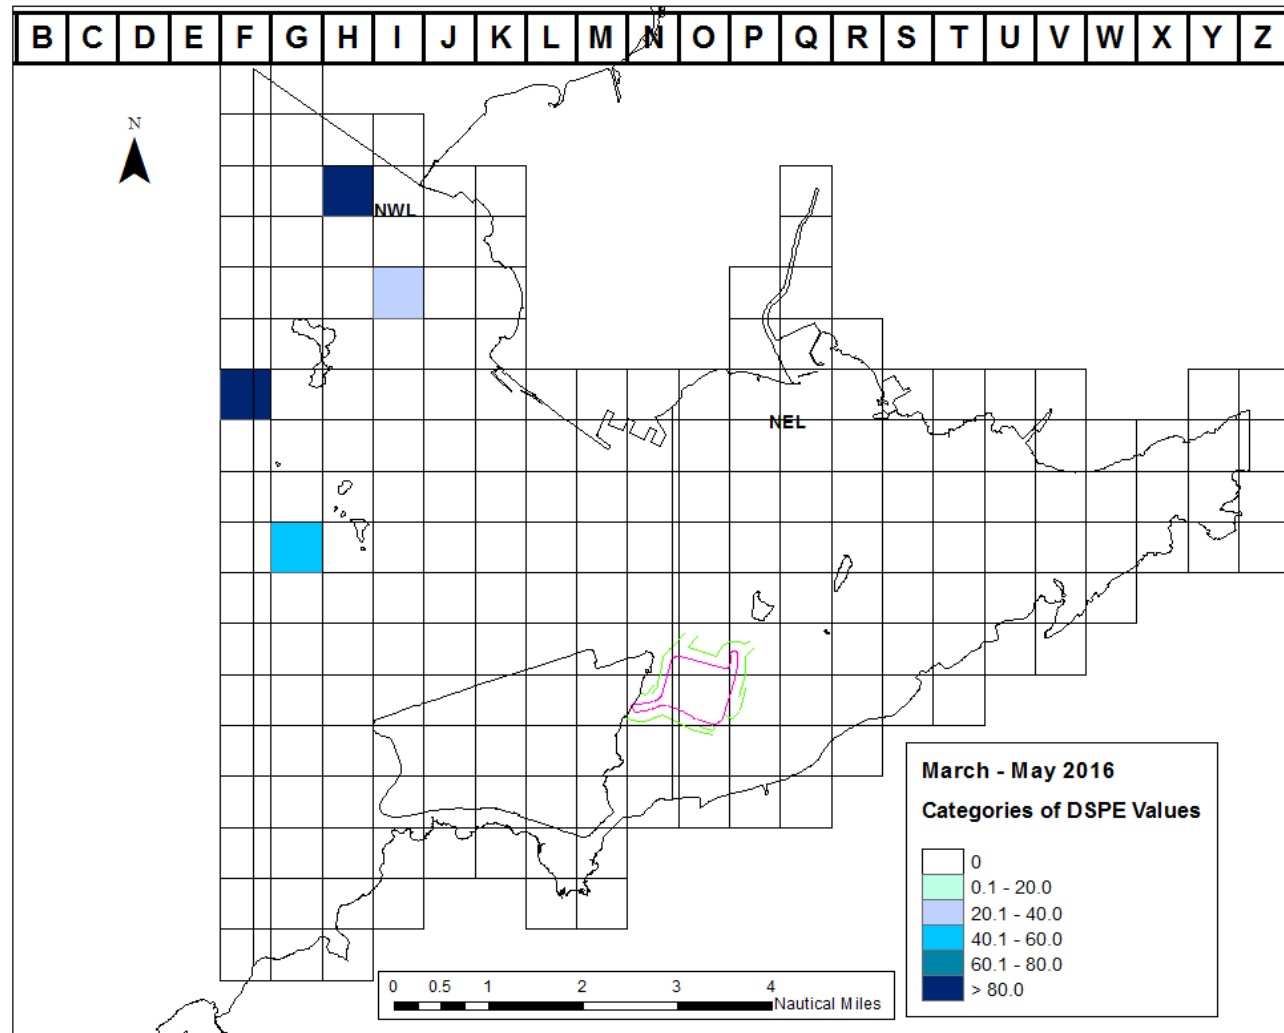 B C D E F G H I J K L M N O P Q R S T U V W X Y Z
N
NWL
NEL
March - May 2016
Categories of DSPE Values
0
0.1 - 20.0
20.1 - 40.0
40.1 - 60.0
60.1 - 80.0
> 80.0
0 0.5 1 2 3 4
Nautical Miles